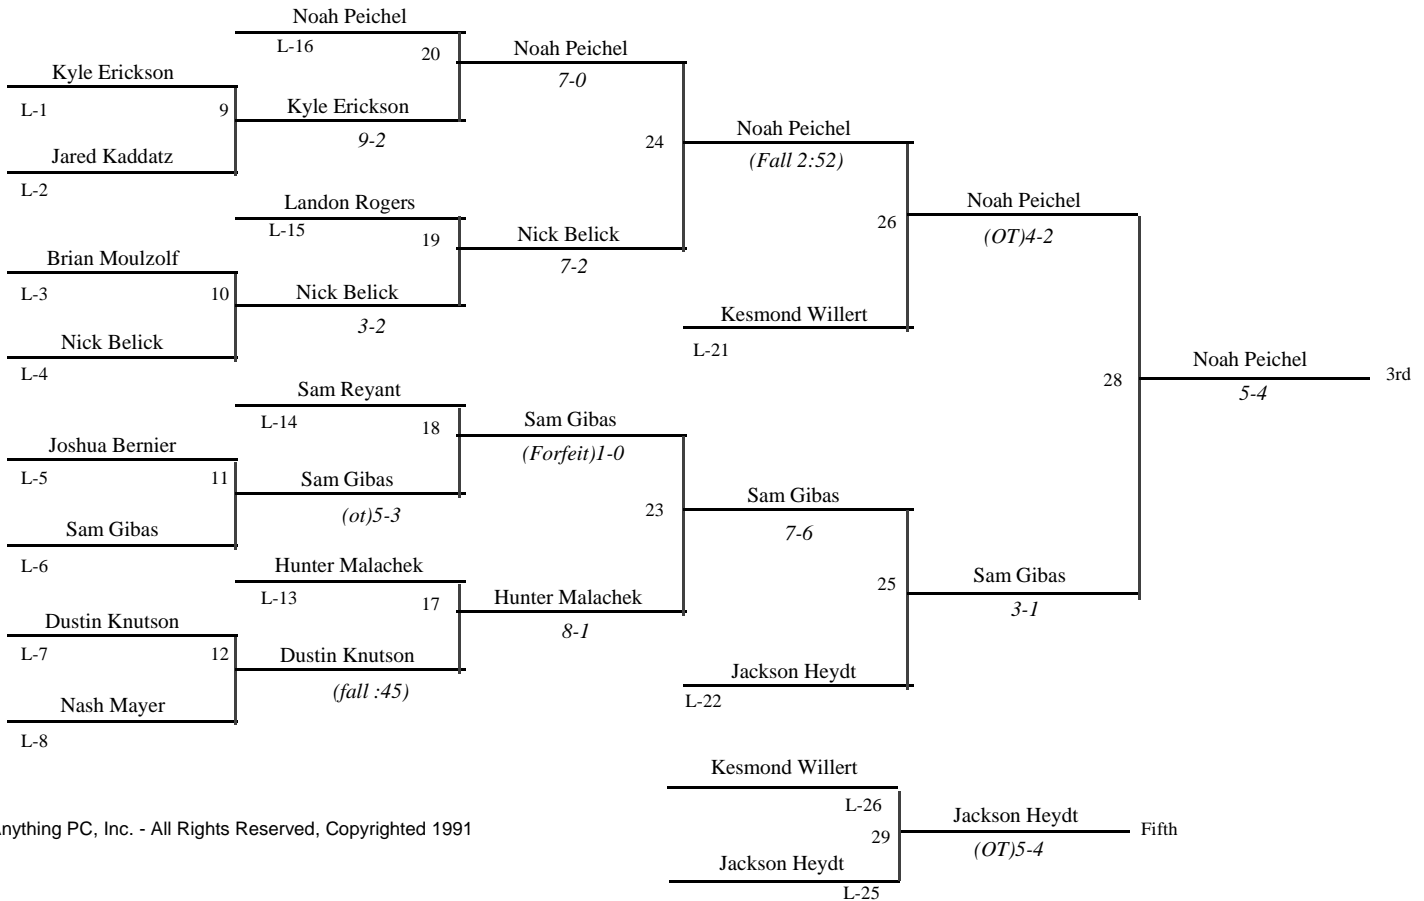 Noah Peichel
L-16
20
Noah Peichel
7-0
Kyle Erickson
L-1
9
Kyle Erickson
9-2
Jared Kaddatz
L-2
24
Noah Peichel
(Fall 2:52)
Landon Rogers
L-15
19
Nick Belick
7-2
26
Noah Peichel
(OT)4-2
Brian Moulzolf
L-3
10
Nick Belick
3-2
Nick Belick
L-4
Kesmond Willert
L-21
28
Noah Peichel
5-4
3rd
Sam Reyant
L-14
18
Sam Gibas
(Forfeit)1-0
Joshua Bernier
L-5
11
Sam Gibas
(ot)5-3
Sam Gibas
L-6
23
Sam Gibas
7-6
Hunter Malachek
L-13
17
Hunter Malachek
8-1
25
Sam Gibas
3-1
Dustin Knutson
L-7
12
Dustin Knutson
(fall :45)
Nash Mayer
L-8
Jackson Heydt
L-22
Kesmond Willert
L-26
29
Jackson Heydt
(OT)5-4
Fifth
Jackson Heydt
L-25
nything PC, Inc. - All Rights Reserved, Copyrighted 1991